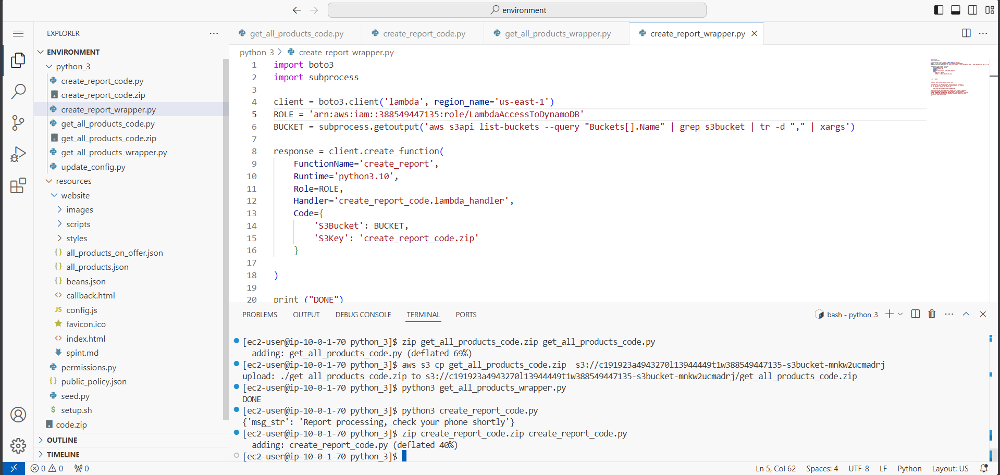 environment
EXPLORER
ENVIRONMENT
python_3
create_report_code.py
create_report_code.zip
create_report_wrapper.py
get_all_products_code.py
get_all_products_code.zip
get_all_products_wrapper.py
update_config.py
resources
website
images
scripts
styles
all_products_on_offer.json
all_products.json
beans.json
callback.html
JS config.js
favicon.ico
index.html
spint.md
permissions.py
public_policy.json
seed.py
$ setup.sh
code.zip
OUTLINE
TIMELINE
get_all_products_code.py create_report_code.py get_all_products_wrapper.py create_report_wrapper.py
python_3 > create_report_wrapper.py
1 import boto3
2 import subprocess
3
4 client = boto3.client('lambda', region_name='us-east-1')
5 ROLE = 'arn:aws:iam::388549447135:role/LambdaAccessToDynamoDB'
6 BUCKET = subprocess.getoutput('aws s3api list-buckets --query "Buckets[].Name" | grep s3bucket | tr -d "," | xargs')
7
8 response = client.create_function(
9 FunctionName='create_report',
10 Runtime='python3.10',
11 Role=ROLE,
12 Handler='create_report_code.lambda_handler',
13 Code={
14 'S3Bucket': BUCKET,
15 'S3Key': 'create_report_code.zip'
16 }
17
18 )
19
20 print ("DONE")
PROBLEMS OUTPUT DEBUG CONSOLE TERMINAL PORTS bash - python_3
[ec2-user@ip-10-0-1-70 python_3]$ zip get_all_products_code.zip get_all_products_code.py
adding: get_all_products_code.py (deflated 69%)
[ec2-user@ip-10-0-1-70 python_3]$ aws s3 cp get_all_products_code.zip  s3://c191923a4943270l13944449t1w388549447135-s3bucket-mnkw2ucmadrj
upload: ./get_all_products_code.zip to s3://c191923a4943270l13944449t1w388549447135-s3bucket-mnkw2ucmadrj/get_all_products_code.zip
[ec2-user@ip-10-0-1-70 python_3]$ python3 get_all_products_wrapper.py
DONE
[ec2-user@ip-10-0-1-70 python_3]$ python3 create_report_code.py
{'msg_str': 'Report processing, check your phone shortly'}
[ec2-user@ip-10-0-1-70 python_3]$ zip create_report_code.zip create_report_code.py
adding: create_report_code.py (deflated 40%)
[ec2-user@ip-10-0-1-70 python_3]$
0 0 0 Ln 5, Col 62 Spaces: 4 UTF-8 LF Python Layout: US